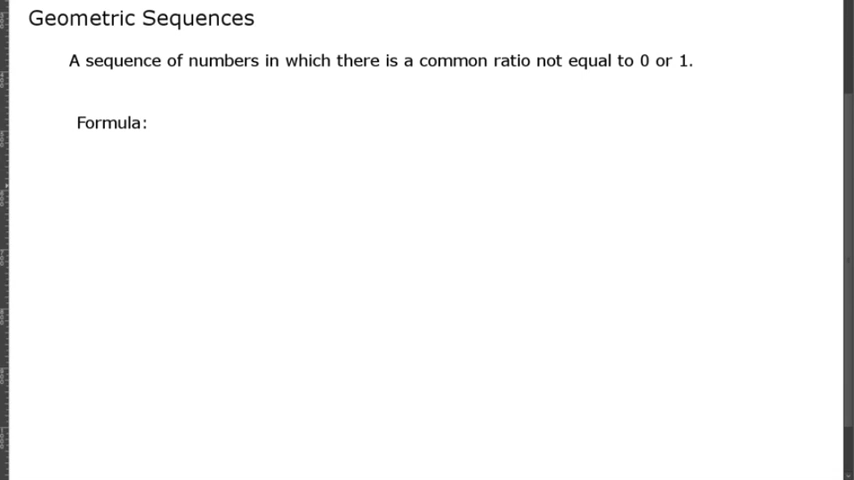 Geometric Sequences
A sequence of numbers in which there is a common ratio not equal to 0 or 1.
Formula: